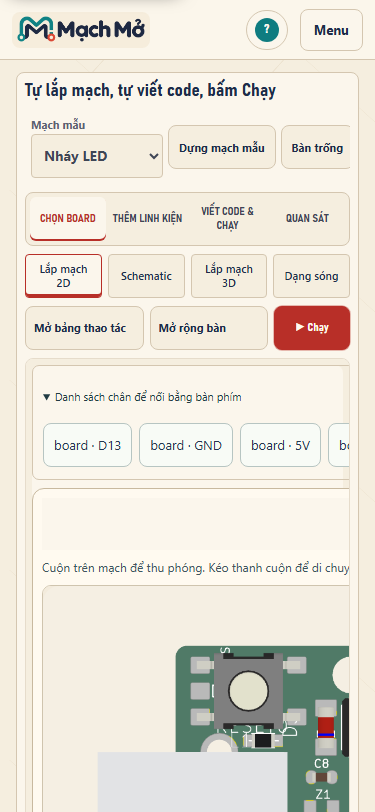 Mạch Mở
?
Menu
Tự lắp mạch, tự viết code, bấm Chạy
Mạch mẫu
Nháy LED
Dựng mạch mẫu
Bàn trống
CHỌN BOARD
THÊM LINH KIỆN
VIẾT CODE &
CHẠY
QUAN SÁT
Lắp mạch
2D
Schematic
Lắp mạch
3D
Dạng sóng
Mở bảng thao tác
Mở rộng bàn
▶ Chạy
▼ Danh sách chân để nối bằng bàn phím
board · D13
board · GND
board · 5V
Cuộn trên mạch để thu phóng. Kéo thanh cuộn để di chuy
C8
Z1